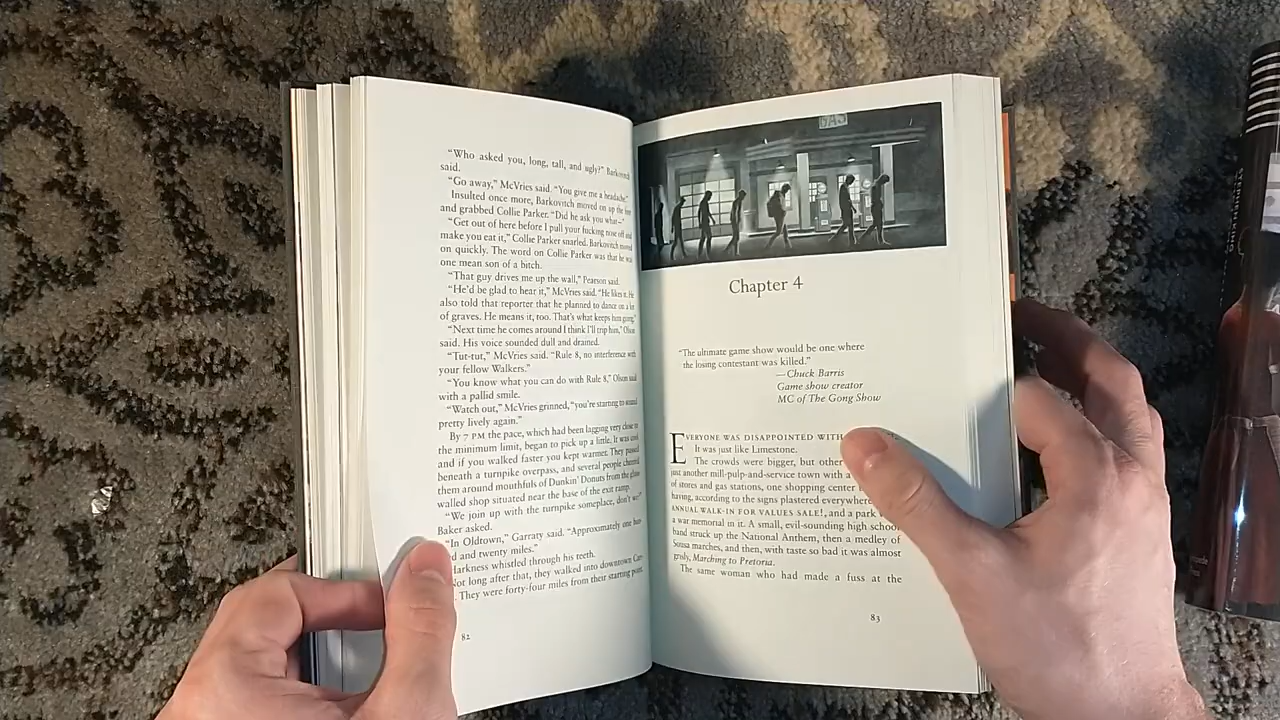 “Who asked you, long, tall, and ugly?” Barkovitch
said.
“Go away,” McVries said. “You give me a headache.”
Insulted once more, Barkovitch moved on up the line
and grabbed Collie Parker. “Did he ask you what—”
“Get out of here before I pull your fucking nose off and
make you eat it,” Collie Parker snarled. Barkovitch moved
on quickly. The word on Collie Parker was that he was
one mean son of a bitch.
“That guy drives me up the wall,” Pearson said.
“He’d be glad to hear it,” McVries said. “He likes it. He
also told that reporter that he planned to dance on a lot
of graves. He means it, too. That’s what keeps him going.”
“Next time he comes around I think I’ll trip him,” Olson
said. His voice sounded dull and drained.
“Tut-tut,” McVries said. “Rule 8, no interference with
your fellow Walkers.”
“You know what you can do with Rule 8,” Olson said
with a pallid smile.
“Watch out,” McVries grinned, “you’re starting to sound
pretty lively again.”
By 7 PM the pace, which had been lagging very close to
the minimum limit, began to pick up a little. It was cool
and if you walked faster you kept warmer. They passed
beneath a turnpike overpass, and several people cheered
them around mouthfuls of Dunkin’ Donuts from the glass-
walled shop situated near the base of the exit ramp.
“We join up with the turnpike someplace, don’t we?”
Baker asked.
“In Oldtown,” Garraty said. “Approximately one hun-
d and twenty miles.”
Harkness whistled through his teeth.
Not long after that, they walked into downtown Car-
. They were forty-four miles from their starting point.
82
GAS
Chapter 4
“The ultimate game show would be one where
the losing contestant was killed.”
—Chuck Barris
Game show creator
MC of The Gong Show
EVERYONE WAS DISAPPOINTED WITH
It was just like Limestone.
The crowds were bigger, but other
just another mill-pulp-and-service town with a
of stores and gas stations, one shopping center
having, according to the signs plastered everywhere
ANNUAL WALK-IN FOR VALUES SALE!, and a park
a war memorial in it. A small, evil-sounding high school
band struck up the National Anthem, then a medley of
Sousa marches, and then, with taste so bad it was almost
grisly, Marching to Pretoria.
The same woman who had made a fuss at the
83
STEPHEN KING